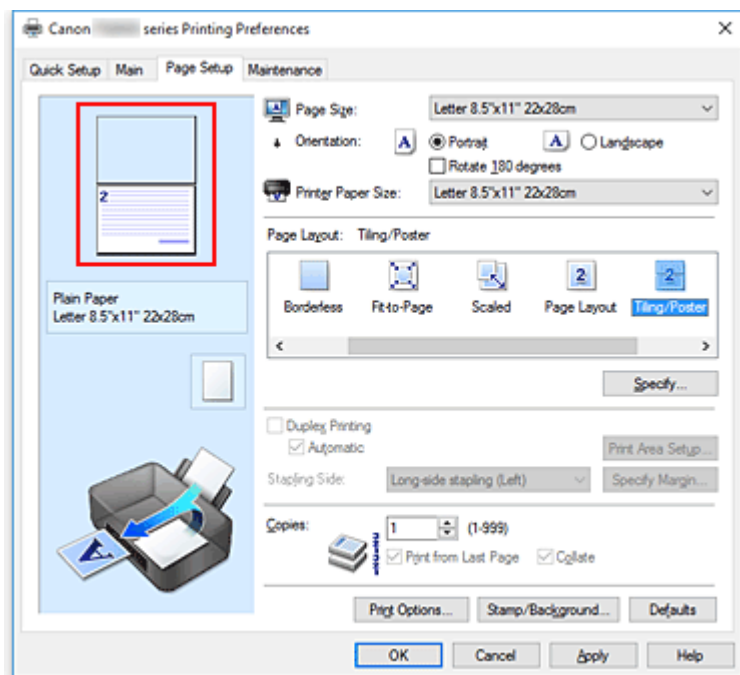 Canon series Printing Preferences
Quick Setup Main Page Setup Maintenance
2
Plain Paper
Letter 8.5"x11" 22x28cm
A
Page Size: Letter 8.5"x11" 22x28cm
Orientation: A Portrait A Landscape
Rotate 180 degrees
Printer Paper Size: Letter 8.5"x11" 22x28cm
Page Layout: Tiling/Poster
2 2
Borderless Fit-to-Page Scaled Page Layout Tiling/Poster
Specify...
Duplex Printing
Automatic Print Area Setup...
Stapling Side: Long-side stapling (Left) Specify Margin...
Copies: 1 (1-999)
Print from Last Page Collate
Print Options... Stamp/Background... Defaults
OK Cancel Apply Help